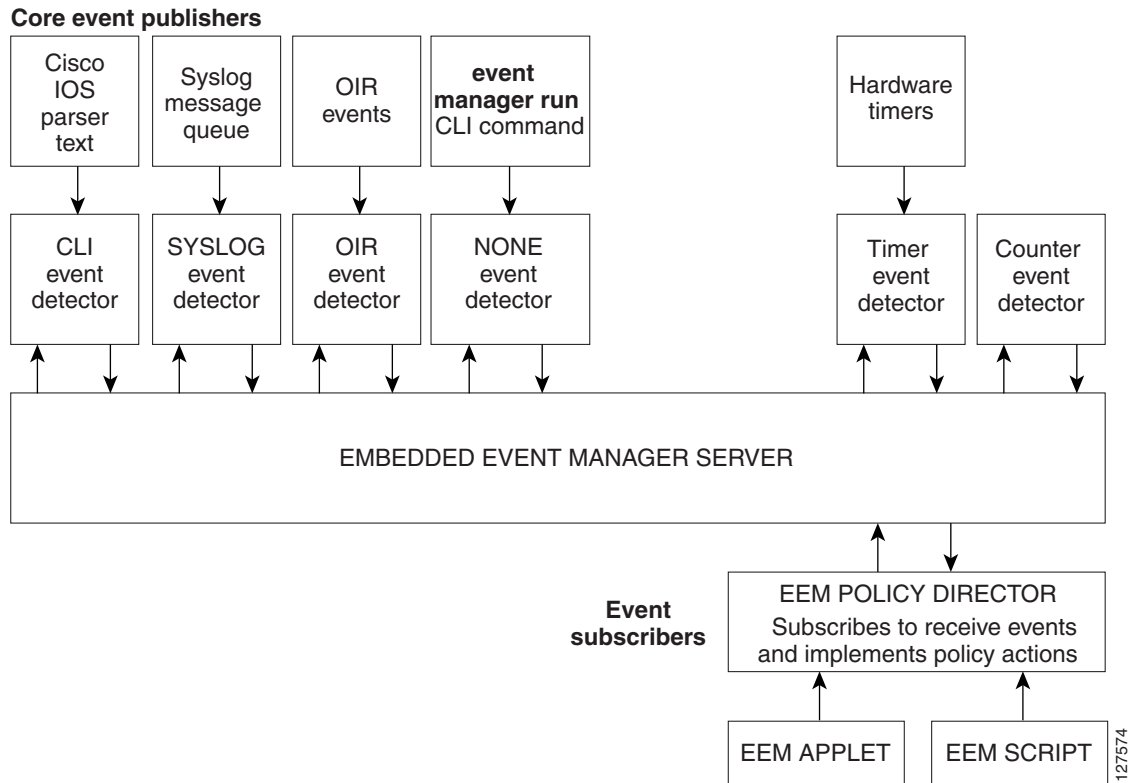 Core event publishers
Cisco
IOS
parser
text
Syslog
message
queue
OIR
events
event
manager run
CLI command
Hardware
timers
CLI
event
detector
SYSLOG
event
detector
OIR
event
detector
NONE
event
detector
Timer
event
detector
Counter
event
detector
EMBEDDED EVENT MANAGER SERVER
Event
subscribers
EEM POLICY DIRECTOR
Subscribes to receive events
and implements policy actions
EEM APPLET
EEM SCRIPT
127574